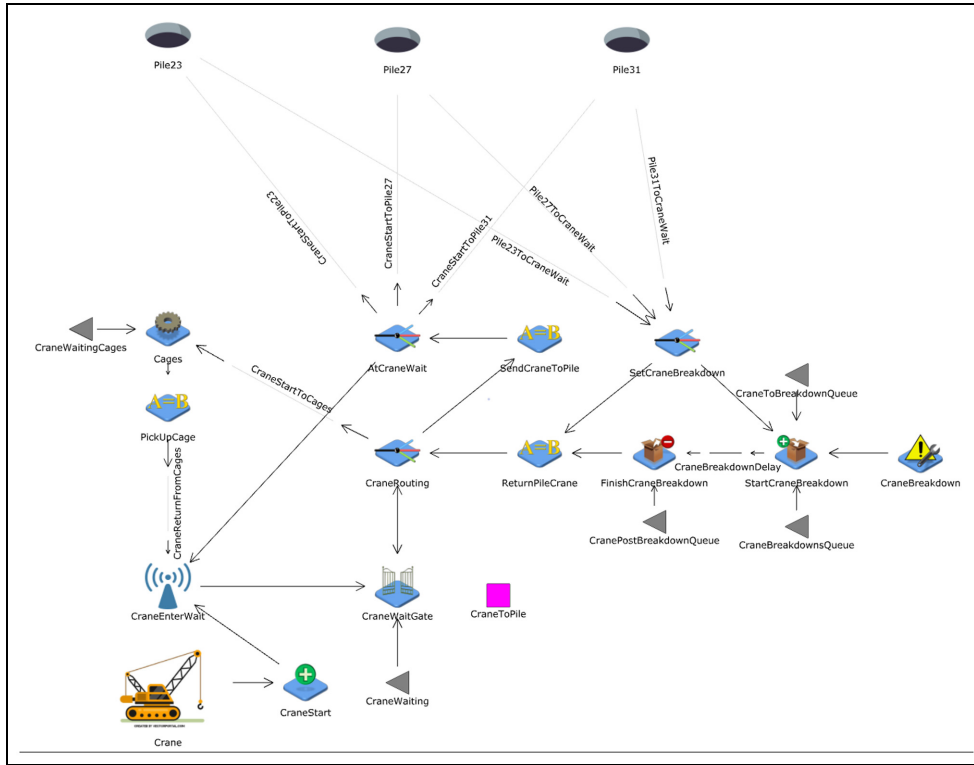 Pile23
Pile27
Pile31
CraneStartToPile23
CraneStartToPile27
CraneStartToPile31
Pile23ToCraneWait
Pile27ToCraneWait
Pile31ToCraneWait
CraneWaitingCages
Cages
AtCraneWait
A=B
SendCraneToPile
SetCraneBreakdown
CraneToBreakdownQueue
CraneStartToCages
A=B
PickUpCage
CraneReturnFromCages
CraneRouting
A=B
ReturnPileCrane
FinishCraneBreakdown
CraneBreakdownDelay
StartCraneBreakdown
CraneBreakdown
CranePostBreakdownQueue
CraneBreakdownsQueue
CraneEnterWait
CraneWaitGate
CraneToPile
CraneStart
CraneWaiting
Crane